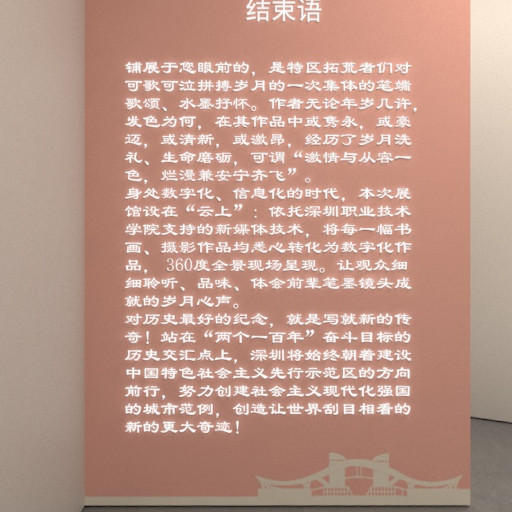 结束语
铺展于您眼前的，是特区拓荒者们对
可歌可泣拼搏岁月的一次集体的笔端
歌颂、水墨抒怀。作者无论年岁几许，
发色为何，在其作品中或隽永，或豪
迈，或清新，或激昂，经历了岁月洗
礼、生命磨砺，可谓“激情与从容一
色，烂漫兼安宁齐飞”。
身处数字化、信息化的时代，本次展
馆设在“云上”：依托深圳职业技术
学院支持的新媒体技术，将每一幅书
画、摄影作品均悉心转化为数字化作
品，360度全景现场呈现。让观众细
细聆听、品味、体会前辈笔墨镜头成
就的岁月心声。
对历史最好的纪念，就是写就新的传
奇！站在“两个一百年”奋斗目标的
历史交汇点上，深圳将始终朝着建设
中国特色社会主义先行示范区的方向
前行，努力创建社会主义现代化强国
的城市范例，创造让世界刮目相看的
新的更大奇迹！